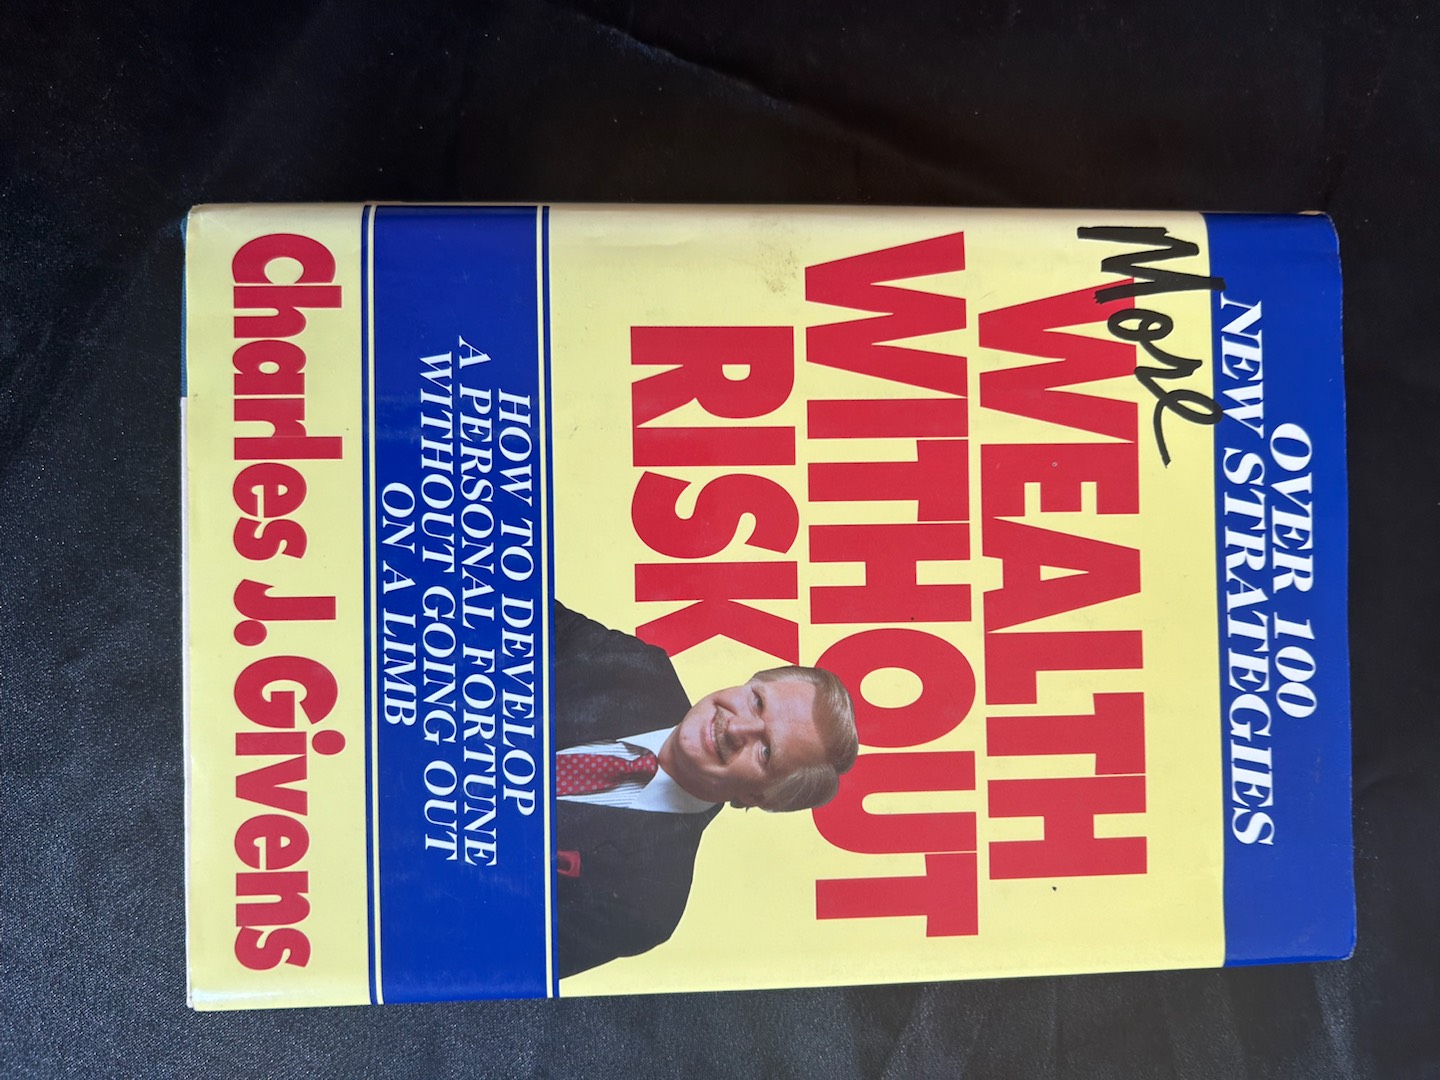 OVER 100
NEW STRATEGIES
More
WEALTH
WITHOUT
RISK
HOW TO DEVELOP
A PERSONAL FORTUNE
WITHOUT GOING OUT
ON A LIMB
Charles J. Givens